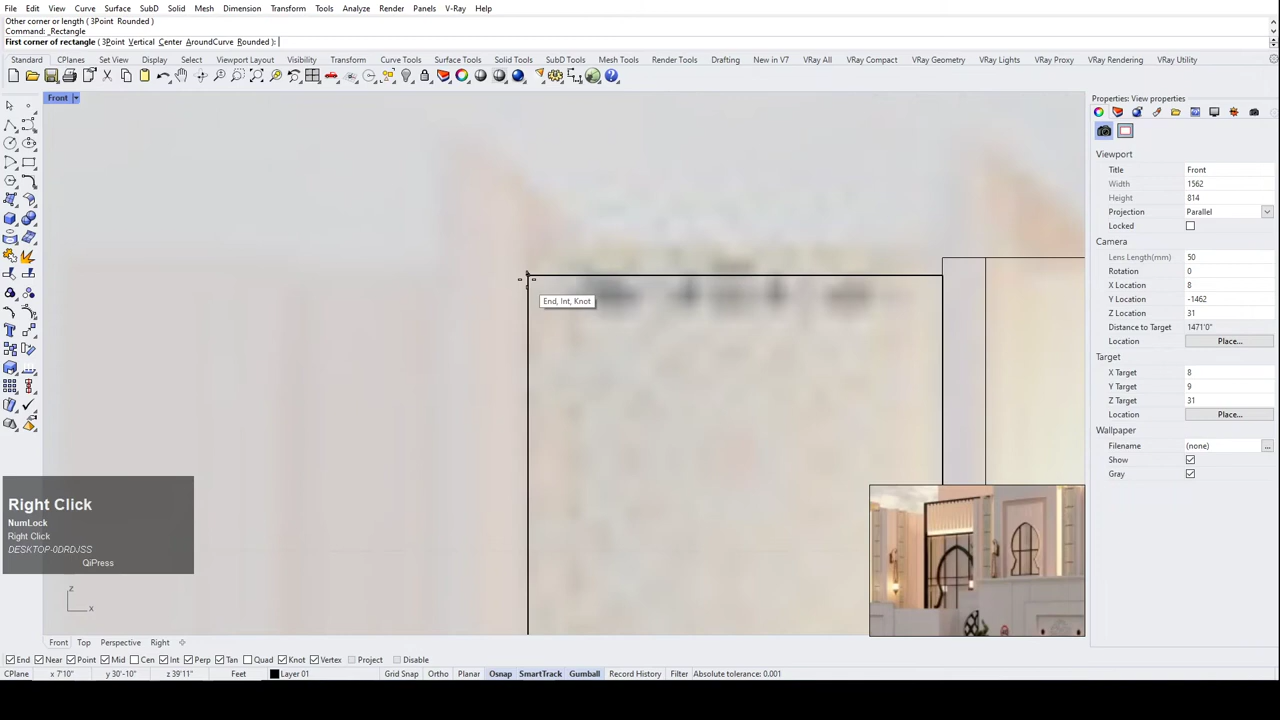 File Edit View Curve Surface SubD Solid Mesh Dimension Transform Tools Analyze Render Panels V-Ray Help
Other corner or length ( 3Point Rounded )
Command: _Rectangle
First corner of rectangle ( 3Point Vertical Center AroundCurve Rounded ):
Standard CPlanes Set View Display Select Viewport Layout Visibility Transform Curve Tools Surface Tools Solid Tools SubD Tools Mesh Tools Render Tools Drafting New in V7 VRay All VRay Compact VRay Geometry VRay Lights VRay Proxy VRay Rendering VRay Utility
Front
Properties: View properties
Viewport
Title Front
Width 1562
Height 814
Projection Parallel
Locked
Camera
Lens Length(mm) 50
Rotation 0
X Location 8
Y Location -1462
Z Location 31
Distance to Target 1471'0"
Location Place...
Target
X Target 8
Y Target 9
Z Target 31
Location Place...
Wallpaper
Filename (none) ...
Show
Gray
End, Int, Knot
Right Click
NumLock
Right Click
DESKTOP-0DRDJSS
QiPress
z
x
Front Top Perspective Right
End Near Point Mid Cen Int Perp Tan Quad Knot Vertex Project Disable
CPlane x 7'10" y 30'-10" z 39'11" Feet Layer 01 Grid Snap Ortho Planar Osnap SmartTrack Gumball Record History Filter Absolute tolerance: 0.001